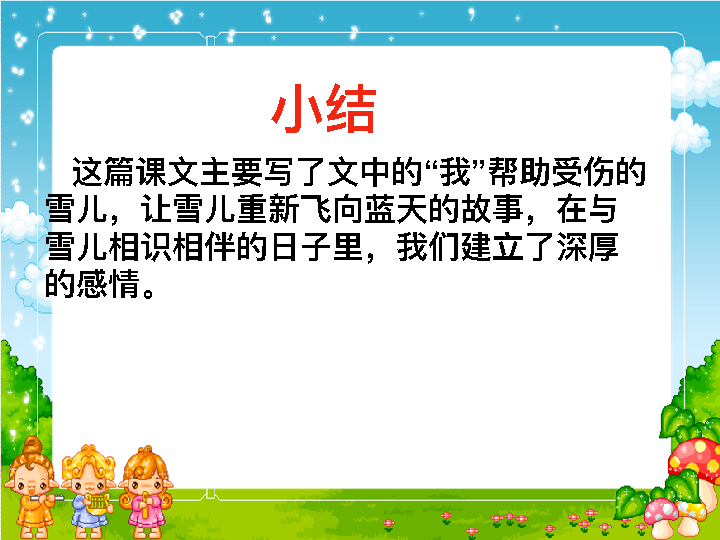 小结
这篇课文主要写了文中的“我”帮助受伤的
雪儿，让雪儿重新飞向蓝天的故事，在与
雪儿相识相伴的日子里，我们建立了深厚
的感情。